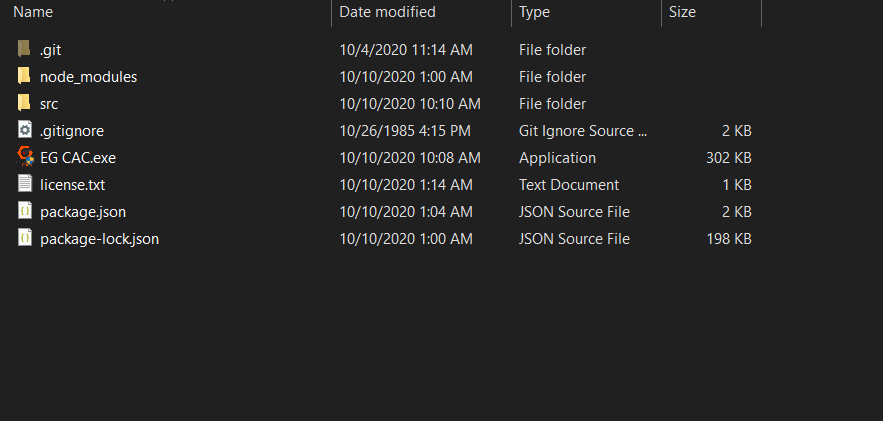 Name Date modified Type Size
.git 10/4/2020 11:14 AM File folder
node_modules 10/10/2020 1:00 AM File folder
src 10/10/2020 10:10 AM File folder
.gitignore 10/26/1985 4:15 PM Git Ignore Source ... 2 KB
EG CAC.exe 10/10/2020 10:08 AM Application 302 KB
license.txt 10/10/2020 1:14 AM Text Document 1 KB
package.json 10/10/2020 1:04 AM JSON Source File 2 KB
package-lock.json 10/10/2020 1:00 AM JSON Source File 198 KB